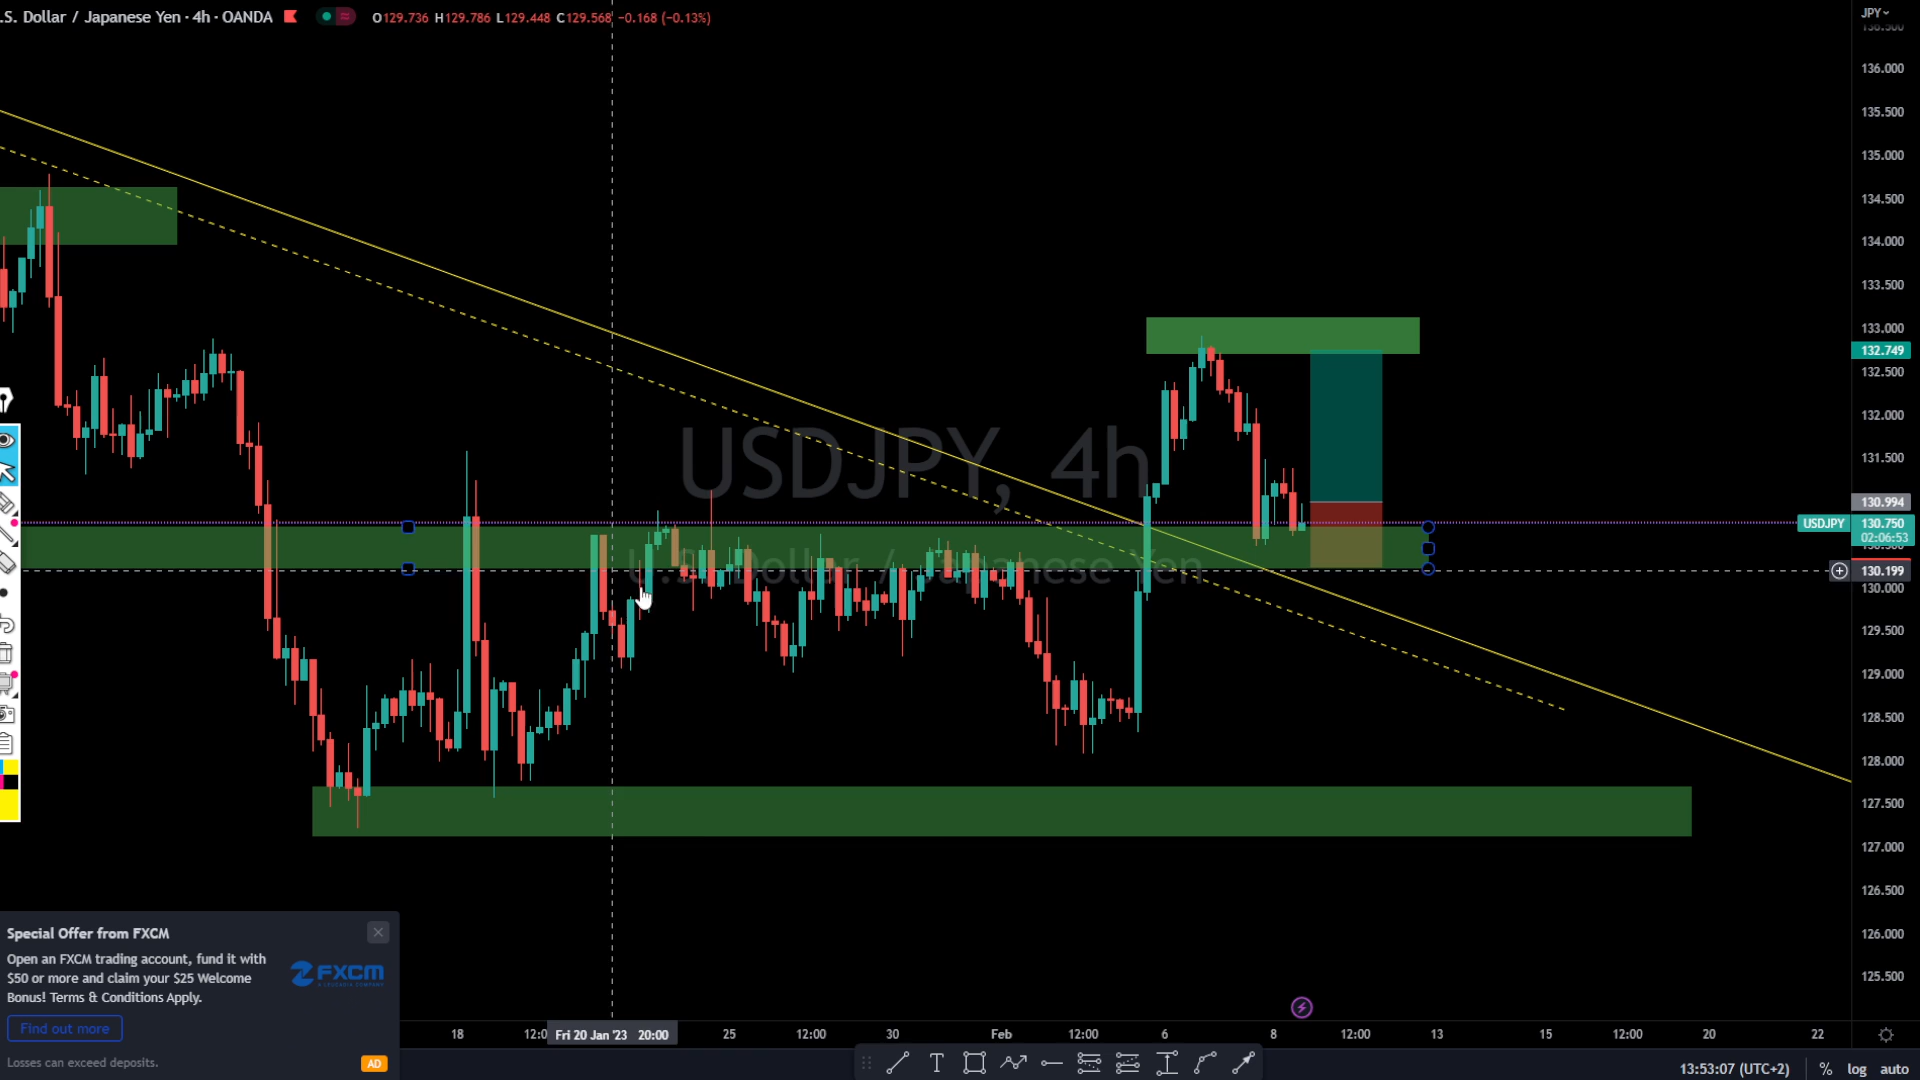 .S. Dollar / Japanese Yen · 4h · OANDA
O129.736 H129.786 L129.448 C129.568 -0.168 (-0.13%)
JPY
136.500
136.000
135.500
135.000
134.500
134.000
133.500
133.000
132.749
132.500
132.000
131.500
130.994
USDJPY 130.750
02:06:53
130.500
130.199
130.000
129.500
129.000
128.500
128.000
127.500
127.000
126.500
126.000
125.500
USDJPY, 4h
U.S. Dollar / Japanese Yen
Special Offer from FXCM
Open an FXCM trading account, fund it with
$50 or more and claim your $25 Welcome
Bonus! Terms & Conditions Apply.
FXCM
Find out more
Losses can exceed deposits.
AD
18 12:0 Fri 20 Jan '23 20:00 25 12:00 30 Feb 12:00 6 8 12:00 13 15 12:00 20 22
13:53:07 (UTC+2) % log auto